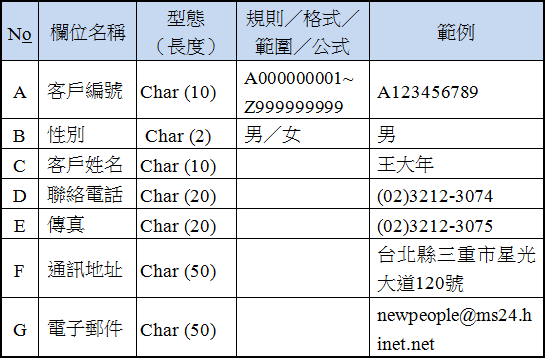 No 欄位名稱 型態（長度） 規則／格式／範圍／公式 範例
A 客戶編號 Char (10) A000000001~Z999999999 A123456789
B 性別 Char (2) 男／女 男
C 客戶姓名 Char (10) 王大年
D 聯絡電話 Char (20) (02)3212-3074
E 傳真 Char (20) (02)3212-3075
F 通訊地址 Char (50) 台北縣三重市星光大道120號
G 電子郵件 Char (50) newpeople@ms24.hinet.net